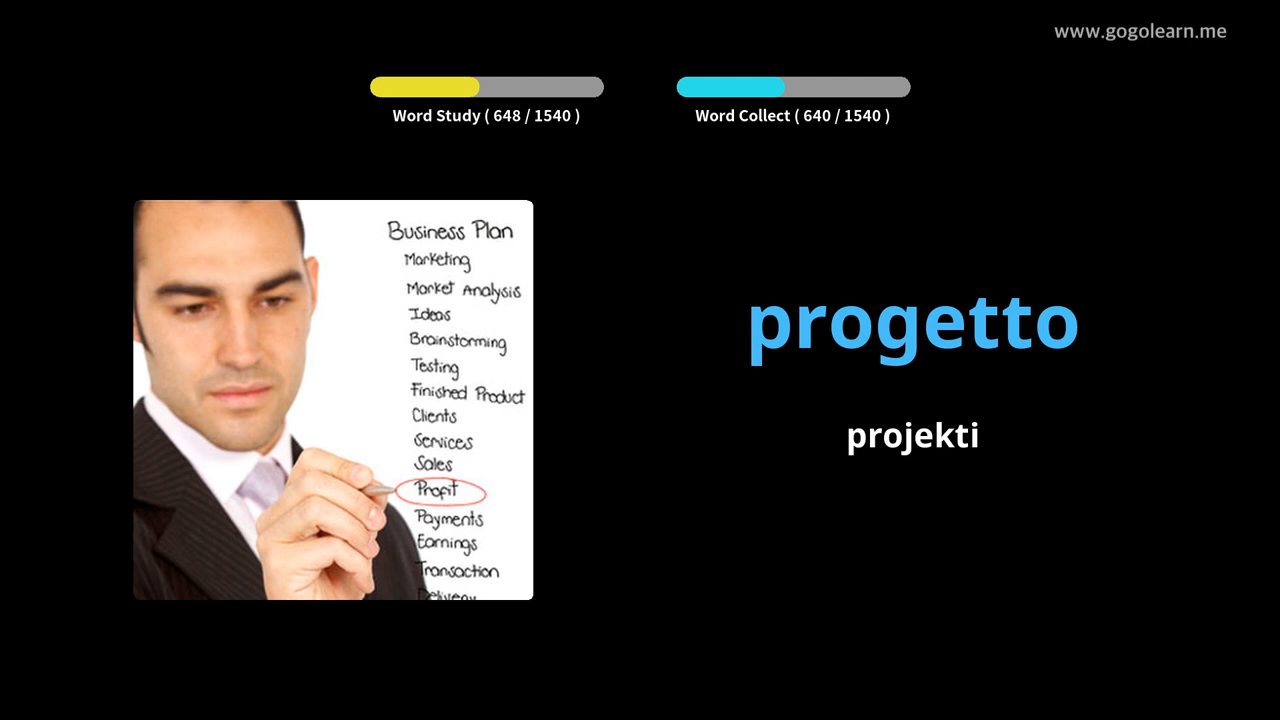 www.gogolearn.me
Word Study ( 648 / 1540 )
Word Collect ( 640 / 1540 )
Business Plan
Marketing
Market Analysis
Ideas
Brainstorming
Testing
Finished Product
Clients
Services
Sales
Profit
Payments
Earnings
Transaction
Delivery
progetto
projekti